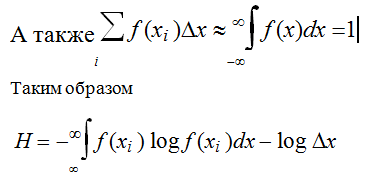 А также ∑ f(xᵢ)Δx ≈ ∞ ∫ −∞ f(x)dx =1
i
Таким образом
H = − ∞ ∫ ∞ f(xᵢ) log f(xᵢ)dx − log Δx